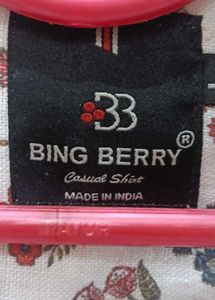 BB
BING BERRY®
Casual Shirt
MADE IN INDIA